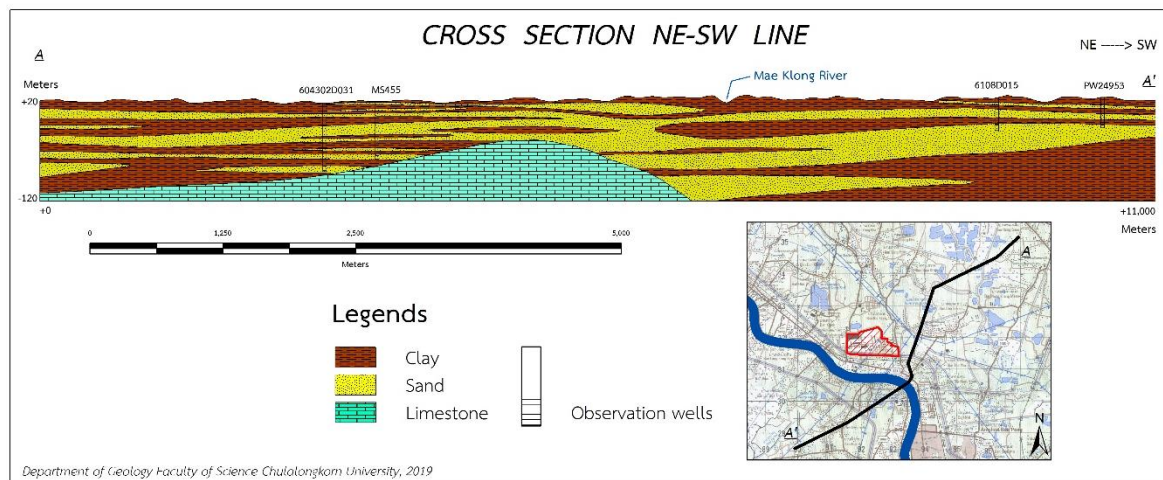 CROSS SECTION NE-SW LINE
NE -----> SW
A
A'
Meters
+20
604302D031
MS455
Mae Klong River
6108D015
PW24953
-120
+0
+11,000
Meters
0
1,250
2,500
5,000
Meters
Legends
Clay
Sand
Limestone
Observation wells
A
A'
N
Department of Geology Faculty of Science Chulalongkorn University, 2019